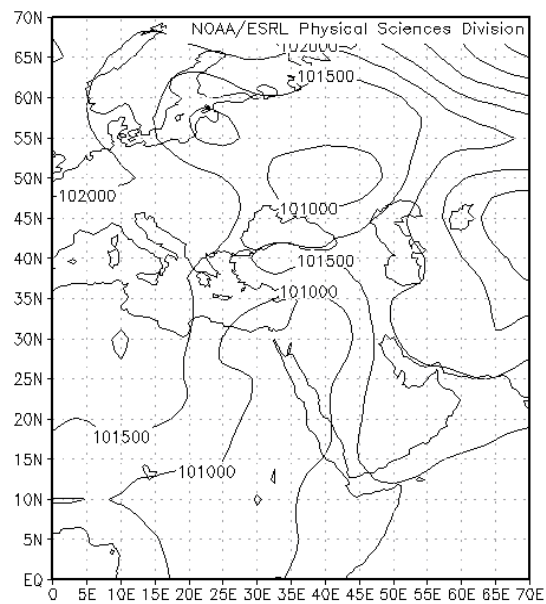 70N NOAA/ESRL Physical Sciences Division
102000
65N
101500
60N
55N
50N
102000 101000
45N
101500
40N
101000
35N
30N
25N
20N
101500
15N 101000
10N
5N
EQ
0 5E 10E 15E 20E 25E 30E 35E 40E 45E 50E 55E 60E 65E 70E